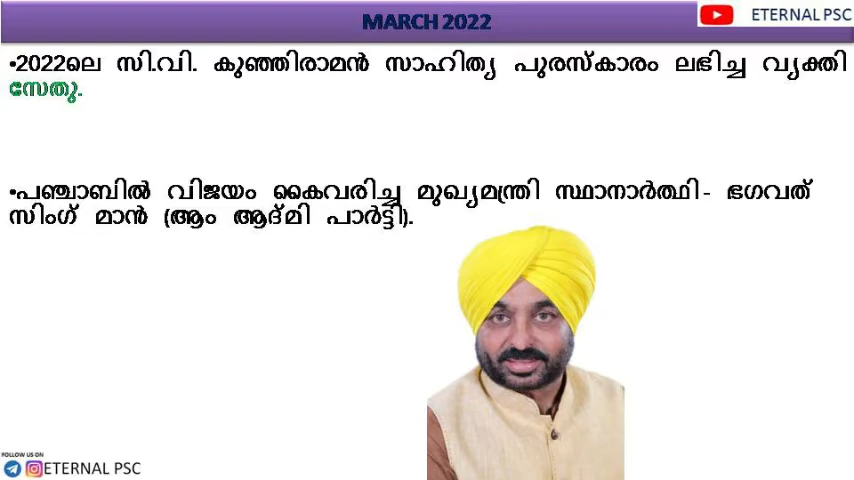 MARCH 2022
ETERNAL PSC
•2022ലെ സി.വി. കുഞ്ഞിരാമൻ സാഹിത്യ പുരസ്കാരം ലഭിച്ച വ്യക്തി
സേതു.
•പഞ്ചാബിൽ വിജയം കൈവരിച്ച മുഖ്യമന്ത്രി സ്ഥാനാർത്ഥി - ഭഗവത്
സിംഗ് മാൻ (ആം ആദ്മി പാർട്ടി).
FOLLOW US ON
ETERNAL PSC